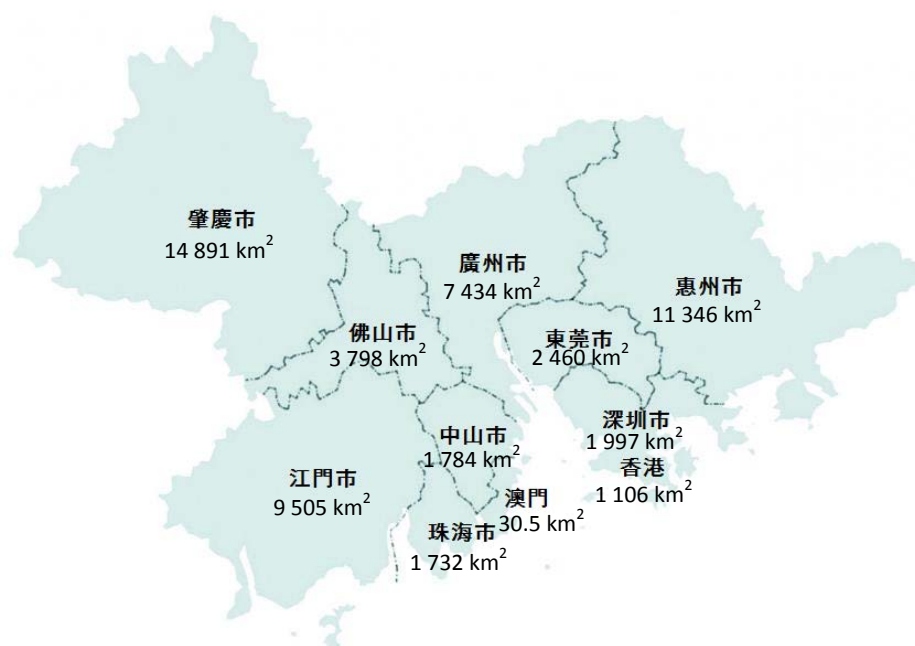 肇慶市
14 891 km²
廣州市
7 434 km²
惠州市
11 346 km²
佛山市
3 798 km²
東莞市
2 460 km²
深圳市
1 997 km²
中山市
1 784 km²
香港
1 106 km²
江門市
9 505 km²
澳門
30.5 km²
珠海市
1 732 km²